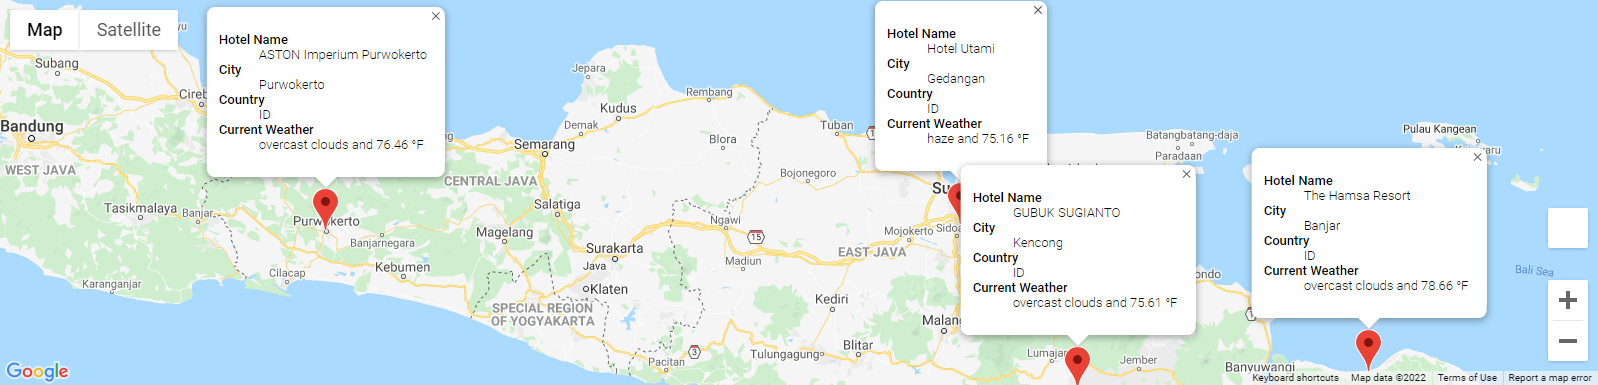 Map
Satellite
Hotel Name
ASTON Imperium Purwokerto
City
Purwokerto
Country
ID
Current Weather
overcast clouds and 76.46 °F
Hotel Name
Hotel Utami
City
Gedangan
Country
ID
Current Weather
haze and 75.16 °F
Hotel Name
GUBUK SUGIANTO
City
Kencong
Country
ID
Current Weather
overcast clouds and 75.61 °F
Hotel Name
The Hamsa Resort
City
Banjar
Country
ID
Current Weather
overcast clouds and 78.66 °F
Subang
Bandung
WEST JAVA
Tasikmalaya
Banjar
Karanganjar
Cilacap
Purwokerto
Banjarnegara
Kebumen
CENTRAL JAVA
Jepara
Kudus
Demak
Semarang
Salatiga
Magelang
Surakarta
Java
Klaten
SPECIAL REGION
OF YOGYAKARTA
Rembang
Blora
Tuban
Bojonegoro
Ngawi
15
Madiun
EAST JAVA
Mojokerto
Kediri
Malang
Blitar
Tulungagung
Pacitan
3
Lumajang
Jember
Banyuwangi
Batangbatang-daja
Paradaan
Pulau Kangean
Bali Sea
Google
Keyboard shortcuts
Map data ©2022
Terms of Use
Report a map error